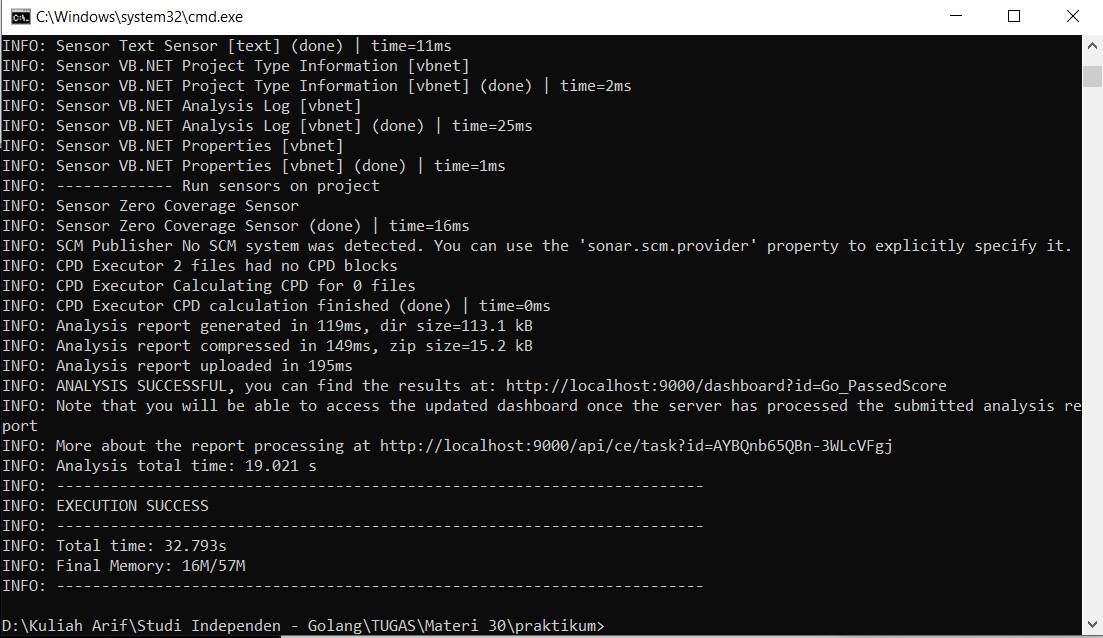 C:\Windows\system32\cmd.exe
INFO: Sensor Text Sensor [text] (done) | time=11ms
INFO: Sensor VB.NET Project Type Information [vbnet]
INFO: Sensor VB.NET Project Type Information [vbnet] (done) | time=2ms
INFO: Sensor VB.NET Analysis Log [vbnet]
INFO: Sensor VB.NET Analysis Log [vbnet] (done) | time=25ms
INFO: Sensor VB.NET Properties [vbnet]
INFO: Sensor VB.NET Properties [vbnet] (done) | time=1ms
INFO: ------------- Run sensors on project
INFO: Sensor Zero Coverage Sensor
INFO: Sensor Zero Coverage Sensor (done) | time=16ms
INFO: SCM Publisher No SCM system was detected. You can use the 'sonar.scm.provider' property to explicitly specify it.
INFO: CPD Executor 2 files had no CPD blocks
INFO: CPD Executor Calculating CPD for 0 files
INFO: CPD Executor CPD calculation finished (done) | time=0ms
INFO: Analysis report generated in 119ms, dir size=113.1 kB
INFO: Analysis report compressed in 149ms, zip size=15.2 kB
INFO: Analysis report uploaded in 195ms
INFO: ANALYSIS SUCCESSFUL, you can find the results at: http://localhost:9000/dashboard?id=Go_PassedScore
INFO: Note that you will be able to access the updated dashboard once the server has processed the submitted analysis re
port
INFO: More about the report processing at http://localhost:9000/api/ce/task?id=AYBQnb65QBn-3WLcVFgj
INFO: Analysis total time: 19.021 s
INFO: ------------------------------------------------------------------------
INFO: EXECUTION SUCCESS
INFO: ------------------------------------------------------------------------
INFO: Total time: 32.793s
INFO: Final Memory: 16M/57M
INFO: ------------------------------------------------------------------------
D:\Kuliah Arif\Studi Independen - Golang\TUGAS\Materi 30\praktikum>